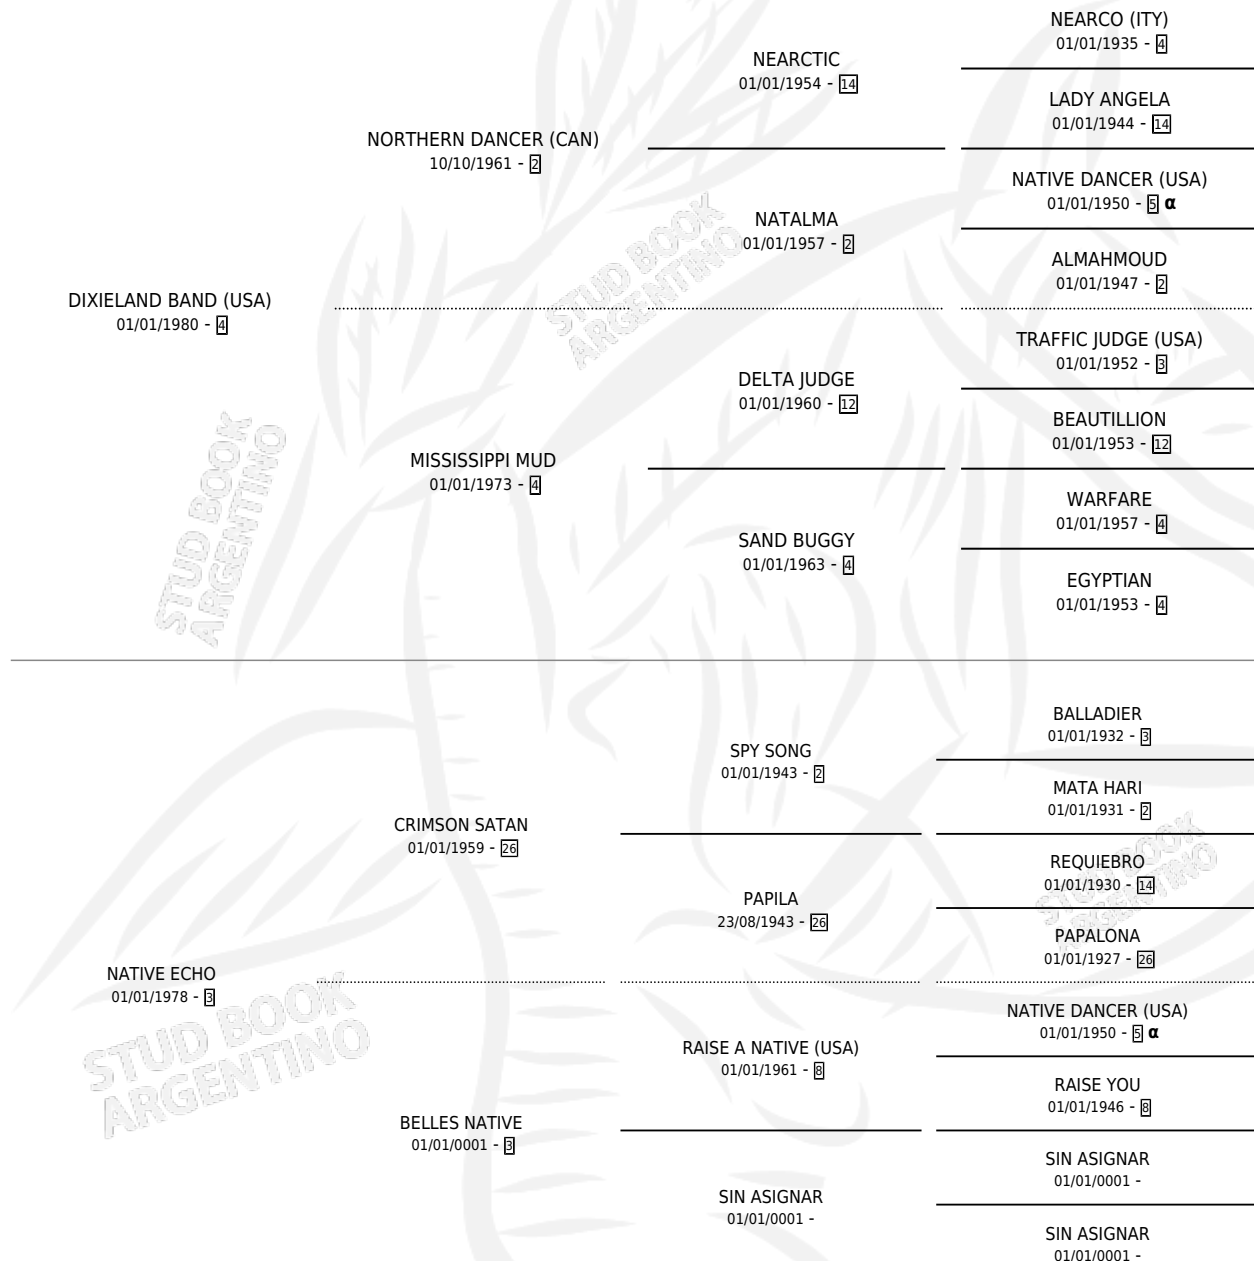 NEARCO (ITY)
01/01/1935 - 4
NEARCTIC
01/01/1954 - 14
LADY ANGELA
01/01/1944 - 14
NORTHERN DANCER (CAN)
10/10/1961 - 2
NATIVE DANCER (USA)
01/01/1950 - 5 α
NATALMA
01/01/1957 - 2
ALMAHMOUD
01/01/1947 - 2
DIXIELAND BAND (USA)
01/01/1980 - 4
STUD BOOK
ARGENTINO
TRAFFIC JUDGE (USA)
01/01/1952 - 3
DELTA JUDGE
01/01/1960 - 12
BEAUTILLION
01/01/1953 - 12
MISSISSIPPI MUD
01/01/1973 - 4
WARFARE
01/01/1957 - 4
SAND BUGGY
01/01/1963 - 4
EGYPTIAN
01/01/1953 - 4
STUD BOOK
ARGENTINO
BALLADIER
01/01/1932 - 3
SPY SONG
01/01/1943 - 2
MATA HARI
01/01/1931 - 2
CRIMSON SATAN
01/01/1959 - 26
REQUIEBRO
01/01/1930 - 14
PAPILA
23/08/1943 - 26
PAPALONA
01/01/1927 - 26
STUD BOOK
ARGENTINO
NATIVE ECHO
01/01/1978 - 3
NATIVE DANCER (USA)
01/01/1950 - 5 α
RAISE A NATIVE (USA)
01/01/1961 - 8
RAISE YOU
01/01/1946 - 8
BELLES NATIVE
01/01/0001 - 3
SIN ASIGNAR
01/01/0001 -
SIN ASIGNAR
01/01/0001 -
SIN ASIGNAR
01/01/0001 -
STUD BOOK
ARGENTINO